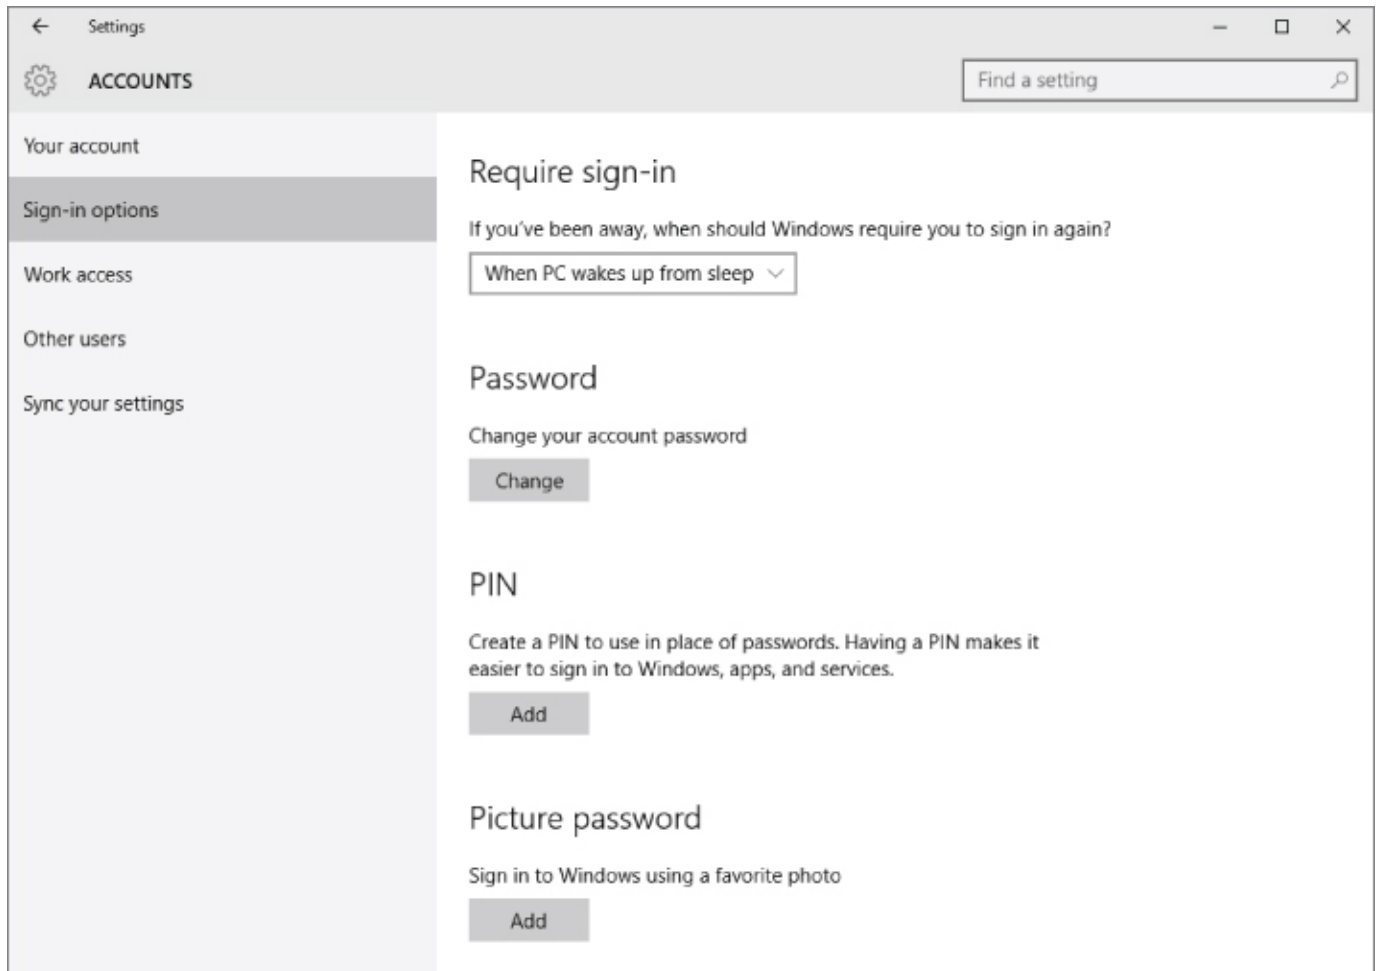 Settings
ACCOUNTS
Find a setting
Your account
Sign-in options
Work access
Other users
Sync your settings
Require sign-in
If you've been away, when should Windows require you to sign in again?
When PC wakes up from sleep
Password
Change your account password
Change
PIN
Create a PIN to use in place of passwords. Having a PIN makes it
easier to sign in to Windows, apps, and services.
Add
Picture password
Sign in to Windows using a favorite photo
Add